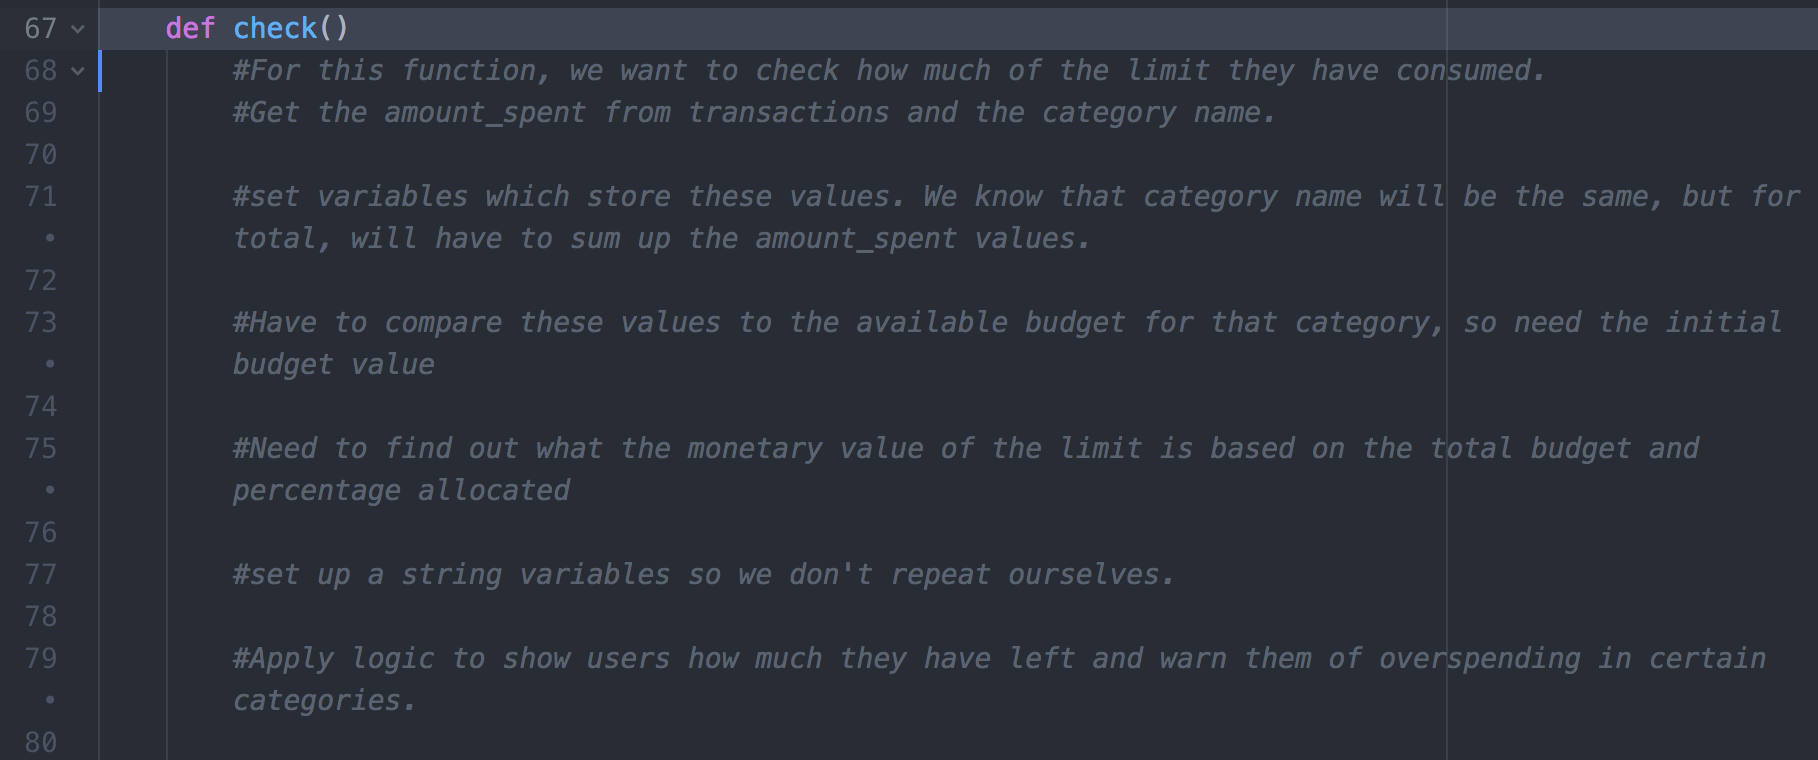 67 def check()
68 #For this function, we want to check how much of the limit they have consumed.
69 #Get the amount_spent from transactions and the category name.
70
71 #set variables which store these values. We know that category name will be the same, but for
• total, will have to sum up the amount_spent values.
72
73 #Have to compare these values to the available budget for that category, so need the initial
• budget value
74
75 #Need to find out what the monetary value of the limit is based on the total budget and
• percentage allocated
76
77 #set up a string variables so we don't repeat ourselves.
78
79 #Apply logic to show users how much they have left and warn them of overspending in certain
• categories.
80